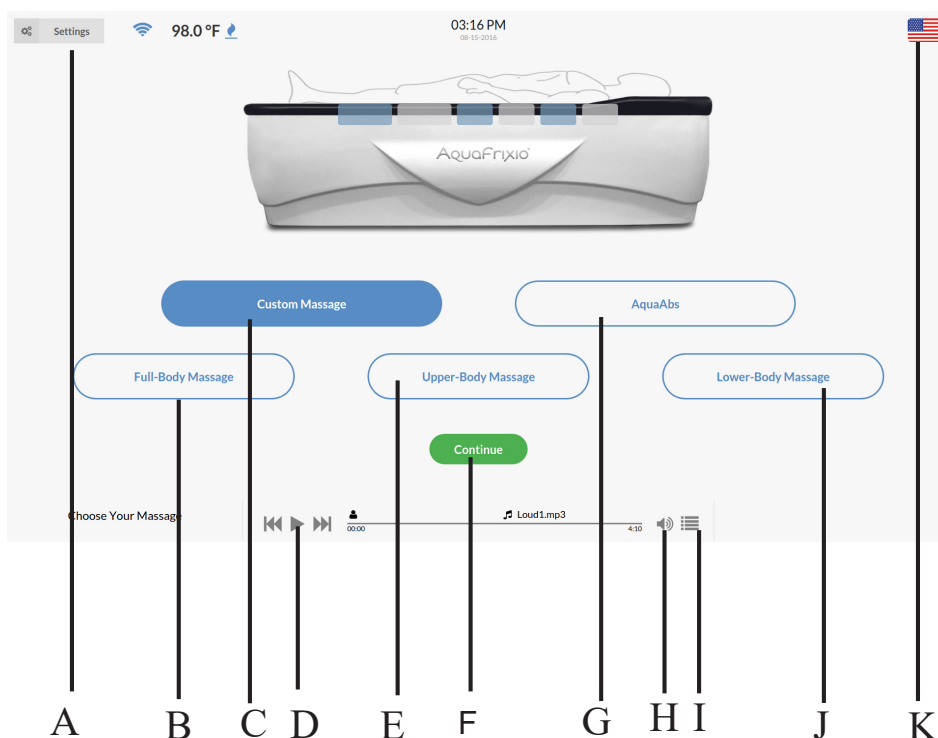 Settings
98.0 °F
03:16 PM
08-15-2016
AquaFrixio
Custom Massage
AquaAbs
Full-Body Massage
Upper-Body Massage
Lower-Body Massage
Continue
Choose Your Massage
Loud1.mp3
00:00
4:10
A B C D E F G H I J K